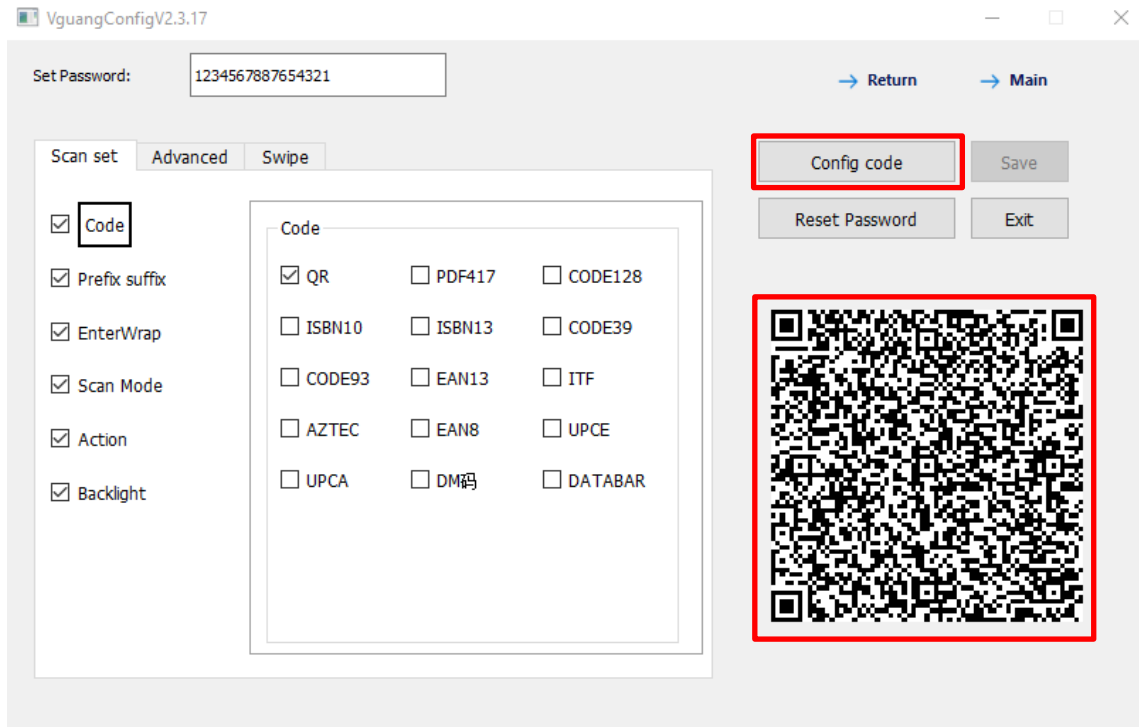 VguangConfigV2.3.17
Set Password: 1234567887654321
→ Return → Main
Scan set Advanced Swipe
Config code Save
Reset Password Exit
Code
Prefix suffix
EnterWrap
Scan Mode
Action
Backlight
Code
QR PDF417 CODE128
ISBN10 ISBN13 CODE39
CODE93 EAN13 ITF
AZTEC EAN8 UPCE
UPCA DM码 DATABAR